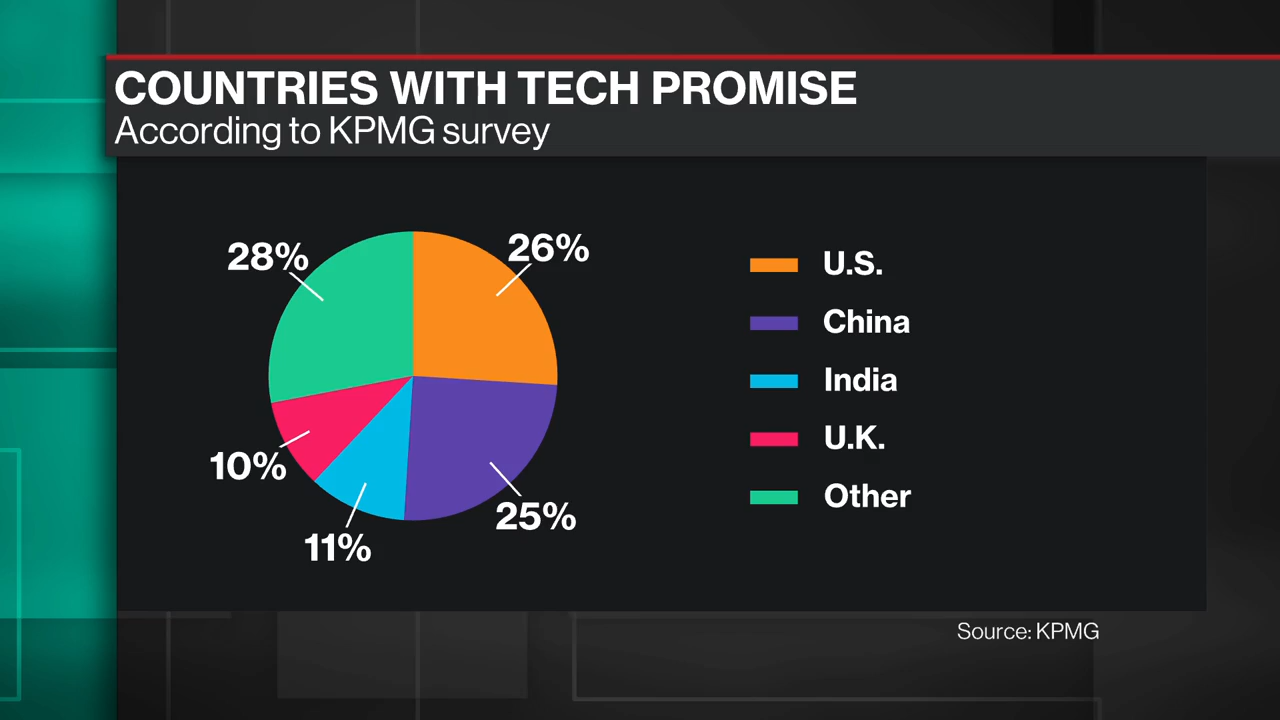 COUNTRIES WITH TECH PROMISE
According to KPMG survey
28%
26%
10%
11%
25%
U.S.
China
India
U.K.
Other
Source: KPMG